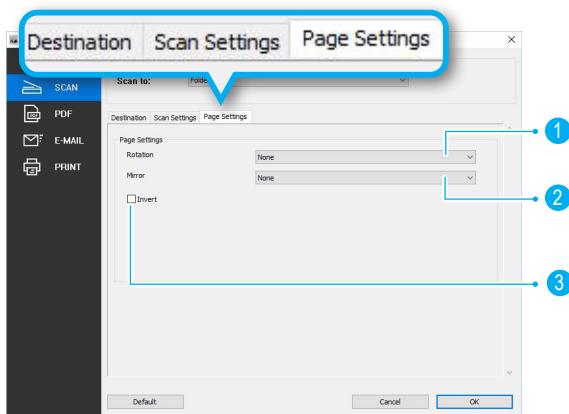 Destination Scan Settings Page Settings
SCAN
Scan to:
PDF
Destination Scan Settings Page Settings
E-MAIL
Page Settings
Rotation None
1
PRINT
Mirror None
2
Invert
3
Default Cancel OK